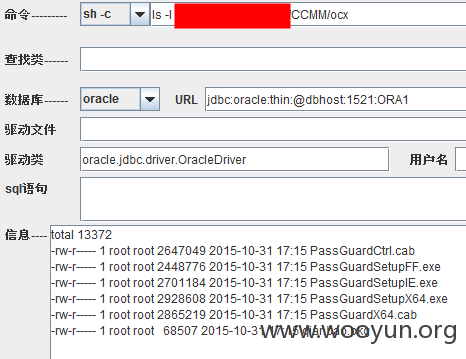 命令--------- sh -c ls -l /CCMM/ocx
查找类------
数据库------ oracle URL jdbc:oracle:thin:@dbhost:1521:ORA1
驱动文件
驱动类 oracle.jdbc.driver.OracleDriver 用户名
sql语句
信息---- total 13372
-rw-r----- 1 root root 2647049 2015-10-31 17:15 PassGuardCtrl.cab
-rw-r----- 1 root root 2448776 2015-10-31 17:15 PassGuardSetupFF.exe
-rw-r----- 1 root root 2701184 2015-10-31 17:15 PassGuardSetupIE.exe
-rw-r----- 1 root root 2928608 2015-10-31 17:15 PassGuardSetupX64.exe
-rw-r----- 1 root root 2865219 2015-10-31 17:15 PassGuardX64.cab
-rw-r----- 1 root root 68507 2015-10-31 17:15
www.wooyun.org